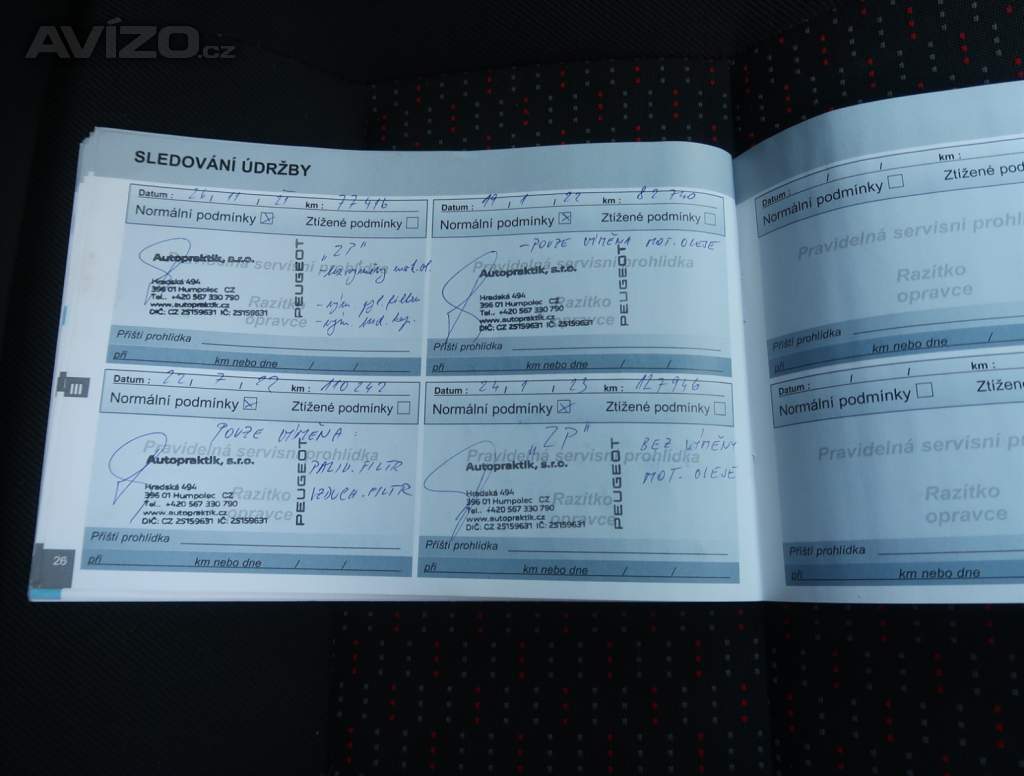 AVÍZO.cz
SLEDOVÁNÍ ÚDRŽBY
Datum : 26, 11, 21 km : 77416
Normální podmínky Ztížené podmínky
Pravidelná servisní prohlídka
„ZP"
Autopraktik, s.r.o.
Hradská 494
396 01 Humpolec CZ
Tel.. +420 567 330 790
www.autopraktik.cz
DIČ: CZ 25159631 IČ: 25159631
PEUGEOT
Razítko
opravce
Příští prohlídka
při km nebo dne / /
Datum : 19, 1, 22 km : 82740
Normální podmínky Ztížené podmínky
- POUZE VÝMĚNA MOT. OLEJE
Pravidelná servisní prohlídka
Autopraktik, s.r.o.
Hradská 494
396 01 Humpolec CZ
Tel.. +420 567 330 790
www.autopraktik.cz
DIČ: CZ 25159631 IČ: 25159631
PEUGEOT
Razítko
opravce
Příští prohlídka
při km nebo dne / /
III
Datum : 22, 7, 22 km : 110242
Normální podmínky Ztížené podmínky
POUZE VÝMĚNA :
Pravidelná servisní prohlídka
Autopraktik, s.r.o.
PALIV. FILTR
Hradská 494
396 01 Humpolec CZ
Tel.. +420 567 330 790
www.autopraktik.cz
DIČ: CZ 25159631 IČ: 25159631
VZDUCH. FILTR
PEUGEOT
Razítko
opravce
Příští prohlídka
při km nebo dne / /
Datum : 24, 1, 23 km : 127946
Normální podmínky Ztížené podmínky
„ZP" BEZ VÝMĚNY
MOT. OLEJE
Pravidelná servisní prohlídka
Autopraktik, s.r.o.
Hradská 494
396 01 Humpolec CZ
Tel.. +420 567 330 790
www.autopraktik.cz
DIČ: CZ 25159631 IČ: 25159631
PEUGEOT
Razítko
opravce
Příští prohlídka
při km nebo dne / /
26
Datum : / / km :
Normální podmínky Ztížené pod
Pravidelná servisní prohlí
Razítko
opravce
Příští prohlídka
při km nebo dne
Datum : / / km :
Normální podmínky Ztížen
Pravidelná servisní p
Razítko
opravce
Příští prohlídka
při km nebo dne /